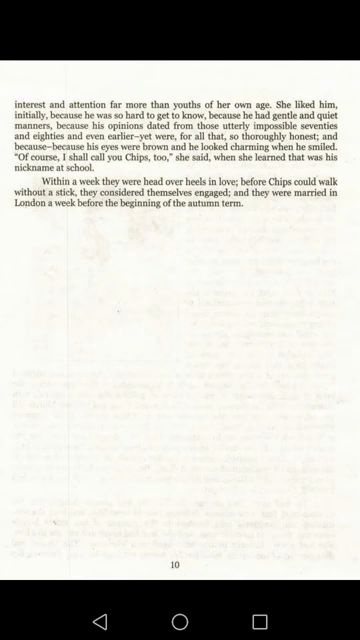 interest and attention far more than youths of her own age. She liked him,
initially, because he was so hard to get to know, because he had gentle and quiet
manners, because his opinions dated from those utterly impossible seventies
and eighties and even earlier–yet were, for all that, so thoroughly honest; and
because–because his eyes were brown and he looked charming when he smiled.
"Of course, I shall call you Chips, too," she said, when she learned that was his
nickname at school.
Within a week they were head over heels in love; before Chips could walk
without a stick, they considered themselves engaged; and they were married in
London a week before the beginning of the autumn term.
10